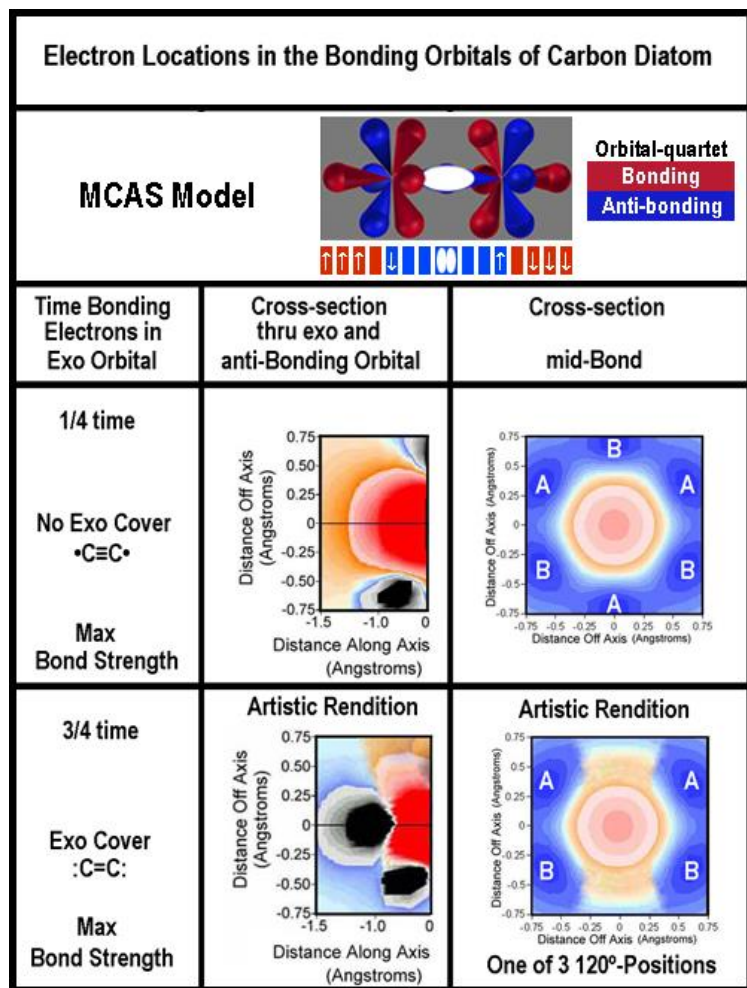 Electron Locations in the Bonding Orbitals of Carbon Diatom
MCAS Model
Orbital-quartet
Bonding
Anti-bonding
↑ ↑ ↑ ↓ ↑ ↓ ↓ ↓
Time Bonding
Electrons in
Exo Orbital
Cross-section
thru exo and
anti-Bonding Orbital
Cross-section
mid-Bond
1/4 time
No Exo Cover
•C≡C•
Max
Bond Strength
Distance Off Axis
(Angstroms)
0.75
0.50
0.25
0
-0.25
-0.50
-0.75
-1.5 -1.0 0
Distance Along Axis
(Angstroms)
Distance Off Axis (Angstroms)
0.75
0.5
0.25
0
-0.25
-0.5
-0.75
B
A A
B B
A
-0.75 -0.5 -0.25 0 0.25 0.5 0.75
Distance Off Axis (Angstroms)
3/4 time
Exo Cover
:C=C:
Max
Bond Strength
Artistic Rendition
Distance Off Axis
(Angstroms)
0.75
0.50
0.25
0
-0.25
-0.50
-0.75
-1.5 -1.0 0
Distance Along Axis
(Angstroms)
Artistic Rendition
Distance Off Axis (Angstroms)
0.75
0.5
0.25
0
-0.25
-0.5
-0.75
A A
B B
-0.75 -0.5 -0.25 0 0.25 0.5 0.75
Distance Off Axis (Angstroms)
One of 3 120º-Positions